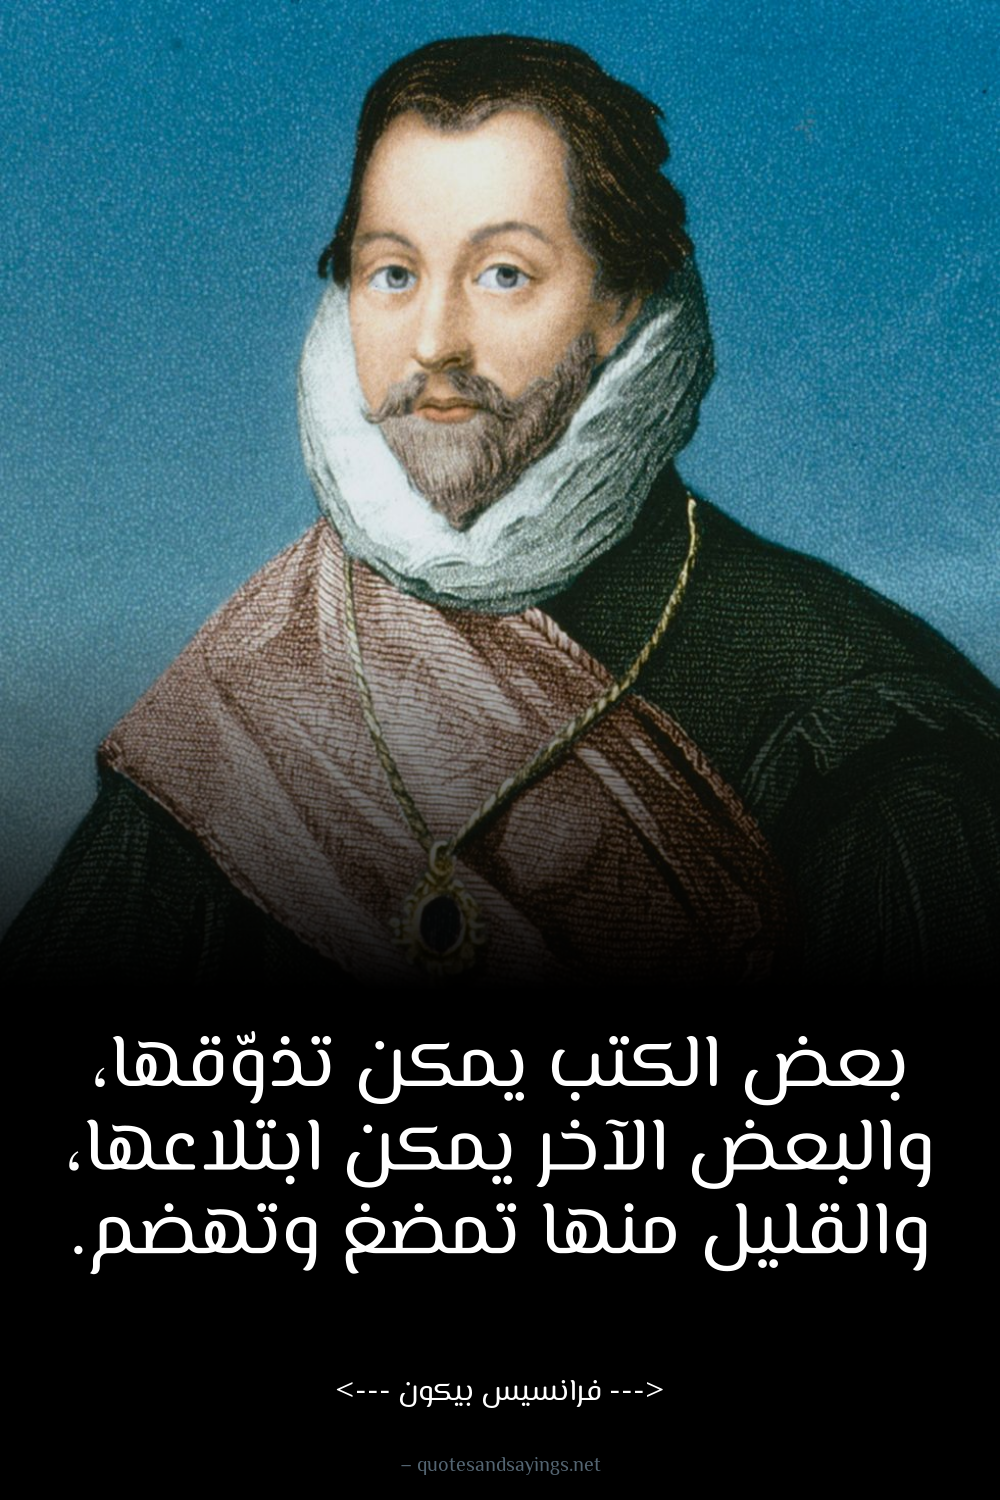 بعض الكتب يمكن تذوّقها،
والبعض الآخر يمكن ابتلاعها،
والقليل منها تمضغ وتهضم.
<--- فرانسيس بيكون --->
– quotesandsayings.net